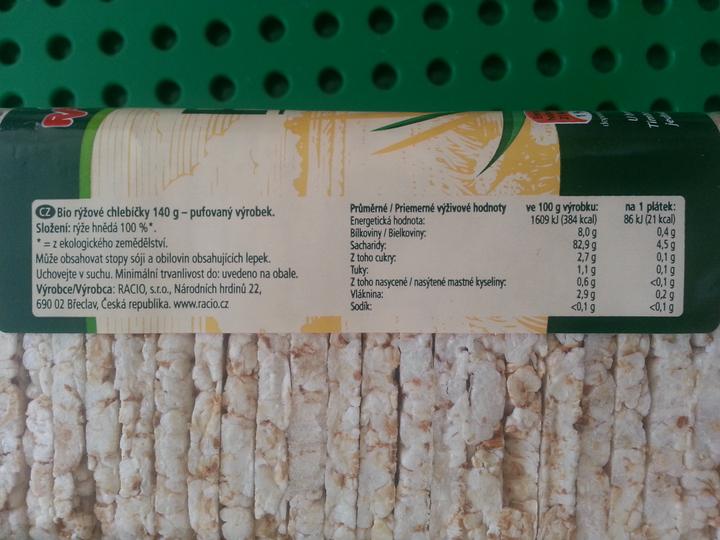 CZ Bio rýžové chlebíčky 140 g – pufovaný výrobek.
Složení: rýže hnědá 100 %*.
* = z ekologického zemědělství.
Může obsahovat stopy sóji a obilovin obsahujících lepek.
Uchovejte v suchu. Minimální trvanlivost do: uvedeno na obale.
Výrobce/Výrobca: RACIO, s.r.o., Národních hrdinů 22,
690 02 Břeclav, Česká republika. www.racio.cz
Průměrné / Priemerné výživové hodnoty ve 100 g výrobku: na 1 plátek:
Energetická hodnota: 1609 kJ (384 kcal) 86 kJ (21 kcal)
Bílkoviny / Bielkoviny: 8,0 g 0,4 g
Sacharidy: 82,9 g 4,5 g
Z toho cukry: 2,7 g 0,1 g
Tuky: 1,1 g 0,1 g
Z toho nasycené / nasýtené mastné kyseliny: 0,6 g <0,1 g
Vláknina: 2,9 g 0,2 g
Sodík: <0,1 g <0,1 g